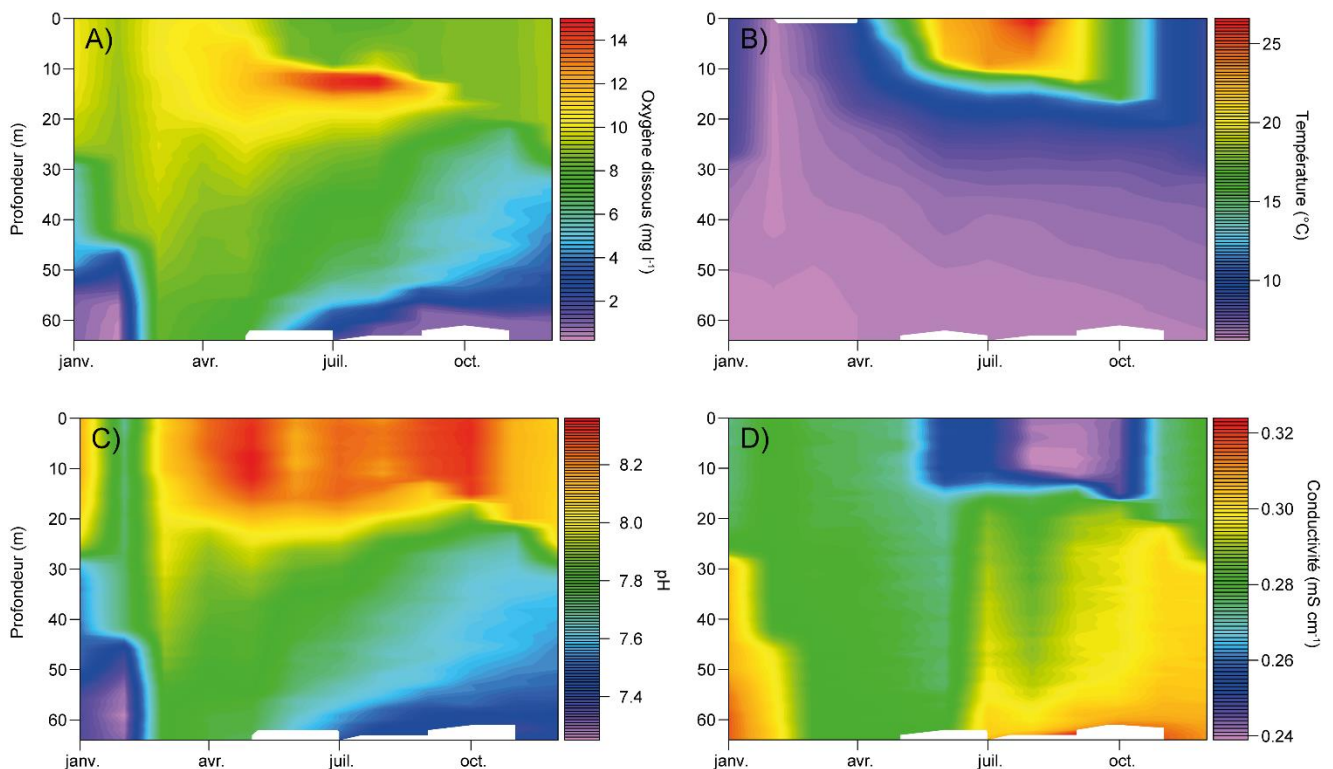 A)
Profondeur (m)
0
10
20
30
40
50
60
janv.
avr.
juil.
oct.
14
12
10
8
6
4
2
Oxygène dissous (mg l⁻¹)
B)
0
10
20
30
40
50
60
janv.
avr.
juil.
oct.
25
20
15
10
Température (°C)
C)
Profondeur (m)
0
10
20
30
40
50
60
janv.
avr.
juil.
oct.
8.2
8.0
7.8
7.6
7.4
pH
D)
0
10
20
30
40
50
60
janv.
avr.
juil.
oct.
0.32
0.30
0.28
0.26
0.24
Conductivité (mS cm⁻¹)